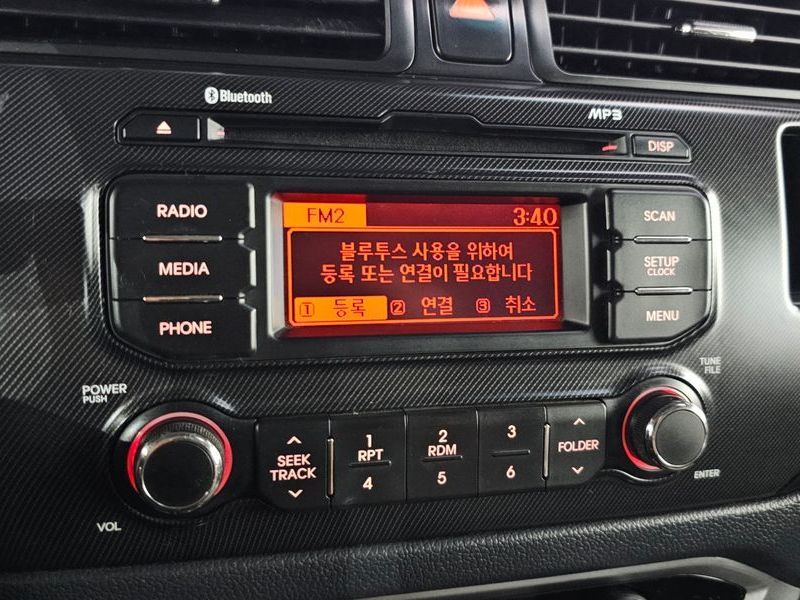 Bluetooth
MP3
DISP
RADIO
MEDIA
PHONE
FM2 3:40
블루투스 사용을 위하여
등록 또는 연결이 필요합니다
1 등록 2 연결 3 취소
SCAN
SETUP
CLOCK
MENU
POWER
PUSH
VOL
SEEK
TRACK
1
RPT
4
2
RDM
5
3
6
FOLDER
TUNE
FILE
ENTER